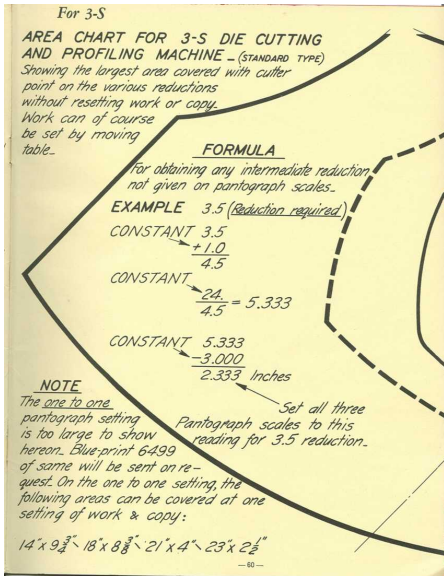 For 3-S
AREA CHART FOR 3-S DIE CUTTING
AND PROFILING MACHINE - (STANDARD TYPE)
Showing the largest area covered with cutter
point on the various reductions
without resetting work or copy.
Work can of course
be set by moving
table.
FORMULA
For obtaining any intermediate reduction
not given on pantograph scales.
EXAMPLE 3.5 (Reduction required)
CONSTANT 3.5
+1.0
4.5
CONSTANT
24.
4.5 = 5.333
CONSTANT 5.333
-3.000
2.333 Inches
Set all three
Pantograph scales to this
reading for 3.5 reduction.
NOTE
The one to one
pantograph setting
is too large to show
hereon. Blue-print 6499
of same will be sent on re-
quest. On the one to one setting, the
following areas can be covered at one
setting of work & copy:
14" x 9 3/4" - 18" x 8 3/8" - 21" x 4" - 23" x 2 1/2"
— 60 —